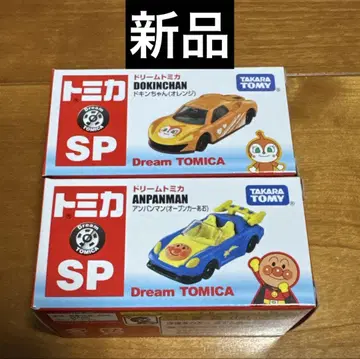 新品
トミカ
Dream
TOMICA
SP
ドリームトミカ
DOKINCHAN
ドキンちゃん(オレンジ)
TAKARA
TOMY
Dream TOMICA
トミカ
Dream
TOMICA
SP
ドリームトミカ
ANPANMAN
アンパンマン(オープンカー青石)
TAKARA
TOMY
Dream TOMICA